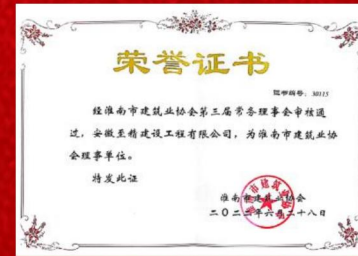 荣誉证书
证书编号：30115
经淮南市建筑业协会第三届常务理事会审核通
过，安徽至精建设工程有限公司，为淮南市建筑业协
会理事单位。
特发此证
淮南市建筑业协会
二〇二二年六月二十八日